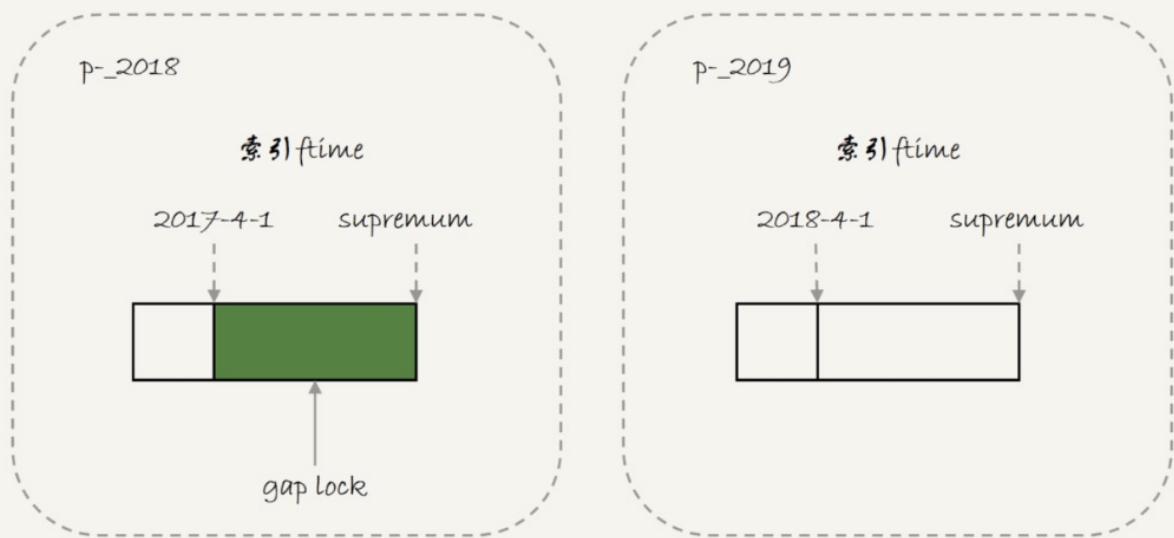 p-_2018
索引ftime
2017-4-1
supremum
gap lock
p-_2019
索引ftime
2018-4-1
supremum